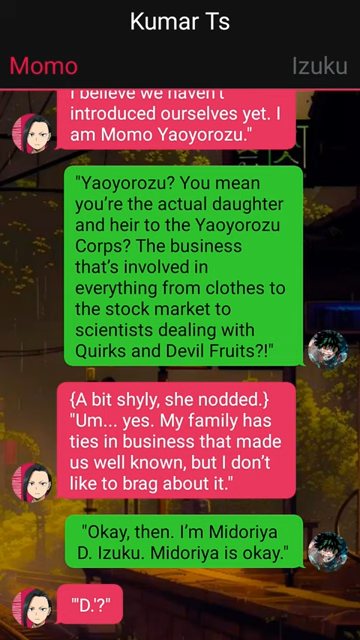 Kumar Ts
Momo
Izuku
I believe we haven't
introduced ourselves yet. I
am Momo Yaoyorozu."
"Yaoyorozu? You mean
you're the actual daughter
and heir to the Yaoyorozu
Corps? The business
that's involved in
everything from clothes to
the stock market to
scientists dealing with
Quirks and Devil Fruits?!"
{A bit shyly, she nodded.}
"Um... yes. My family has
ties in business that made
us well known, but I don't
like to brag about it."
"Okay, then. I'm Midoriya
D. Izuku. Midoriya is okay."
"'D.'?"